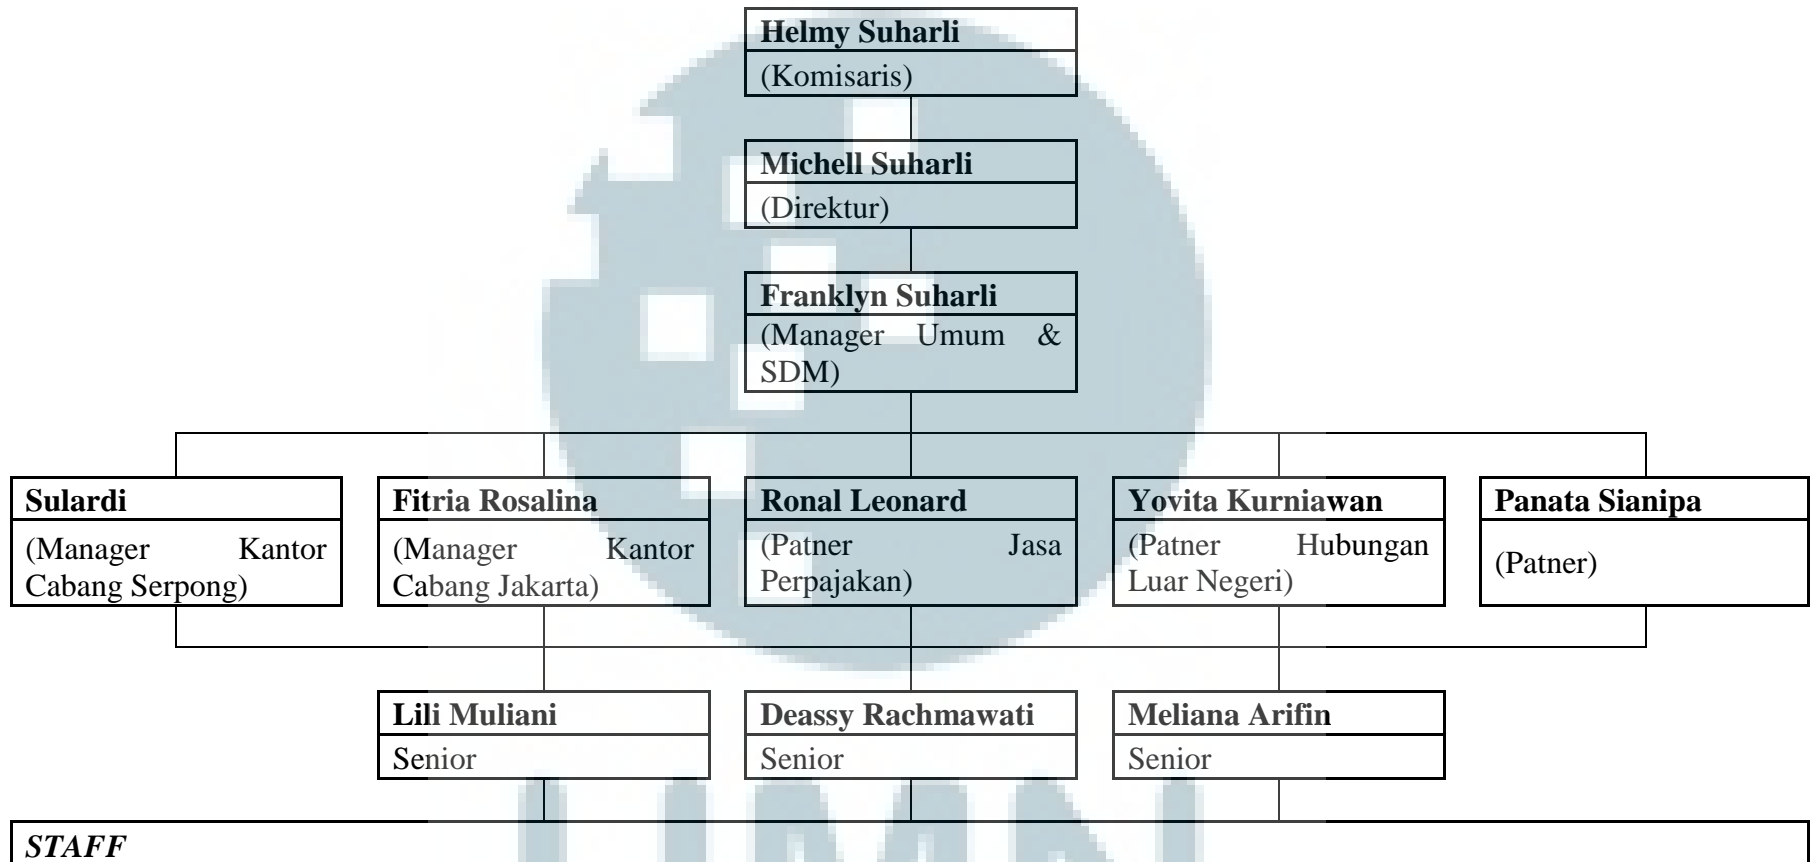 Helmy Suharli
(Komisaris)
Michell Suharli
(Direktur)
Franklyn Suharli
(Manager Umum &
SDM)
Sulardi
(Manager Kantor
Cabang Serpong)
Fitria Rosalina
(Manager Kantor
Cabang Jakarta)
Ronal Leonard
(Patner Jasa
Perpajakan)
Yovita Kurniawan
(Patner Hubungan
Luar Negeri)
Panata Sianipa
(Patner)
Lili Muliani
Senior
Deassy Rachmawati
Senior
Meliana Arifin
Senior
STAFF
UMN